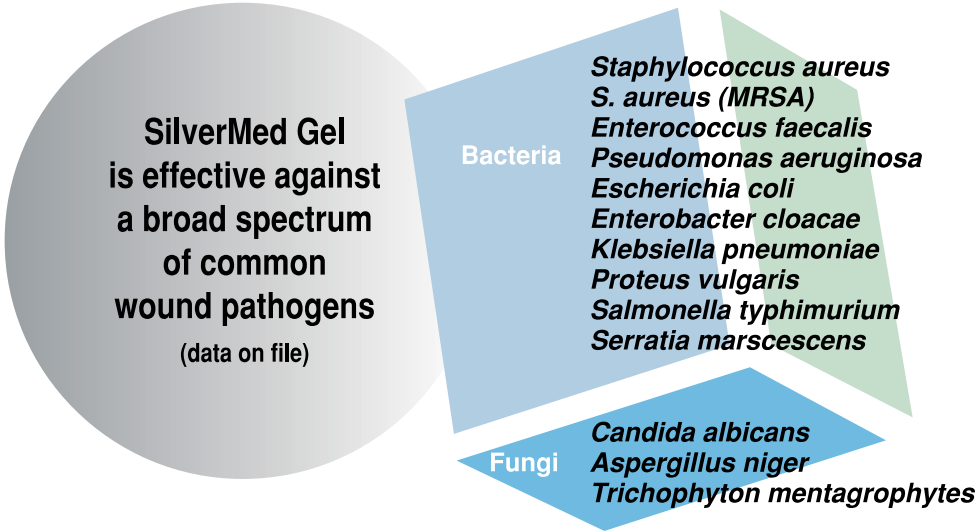 SilverMed Gel
is effective against
a broad spectrum
of common
wound pathogens
(data on file)
Bacteria
Staphylococcus aureus
S. aureus (MRSA)
Enterococcus faecalis
Pseudomonas aeruginosa
Escherichia coli
Enterobacter cloacae
Klebsiella pneumoniae
Proteus vulgaris
Salmonella typhimurium
Serratia marscescens
Fungi
Candida albicans
Aspergillus niger
Trichophyton mentagrophytes